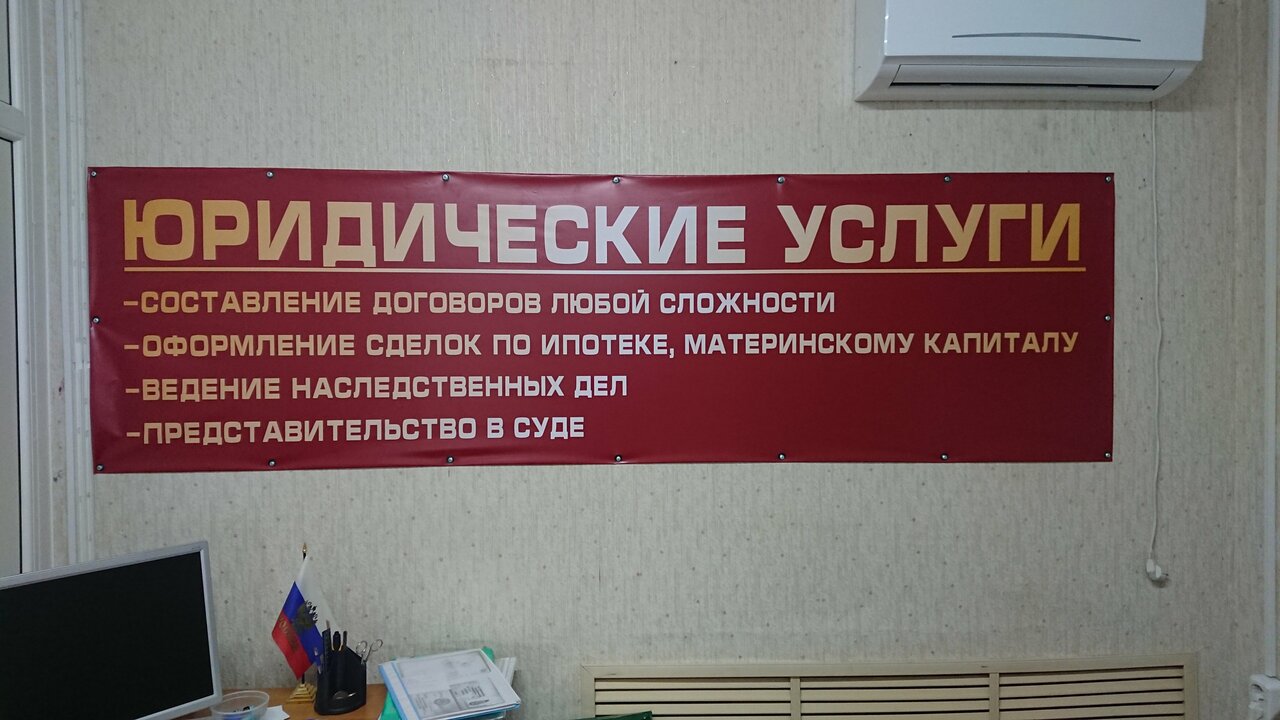 ЮРИДИЧЕСКИЕ УСЛУГИ
-СОСТАВЛЕНИЕ ДОГОВОРОВ ЛЮБОЙ СЛОЖНОСТИ
-ОФОРМЛЕНИЕ СДЕЛОК ПО ИПОТЕКЕ, МАТЕРИНСКОМУ КАПИТАЛУ
-ВЕДЕНИЕ НАСЛЕДСТВЕННЫХ ДЕЛ
-ПРЕДСТАВИТЕЛЬСТВО В СУДЕ